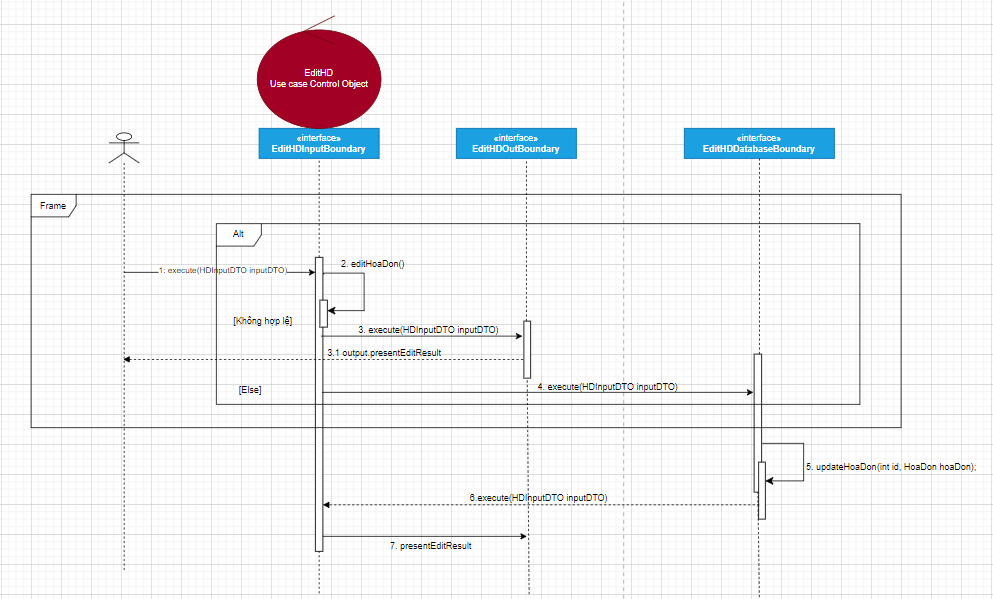 EditHD
Use case Control Object
«interface»
EditHDInputBoundary
«interface»
EditHDOutBoundary
«interface»
EditHDDatabaseBoundary
Frame
Alt
1: execute(HDInputDTO inputDTO)
2. editHoaDon()
[Không hợp lệ]
3. execute(HDInputDTO inputDTO)
3.1 output.presentEditResult
[Else]
4. execute(HDInputDTO inputDTO)
5. updateHoaDon(int id, HoaDon hoaDon);
6.execute(HDInputDTO inputDTO)
7. presentEditResult